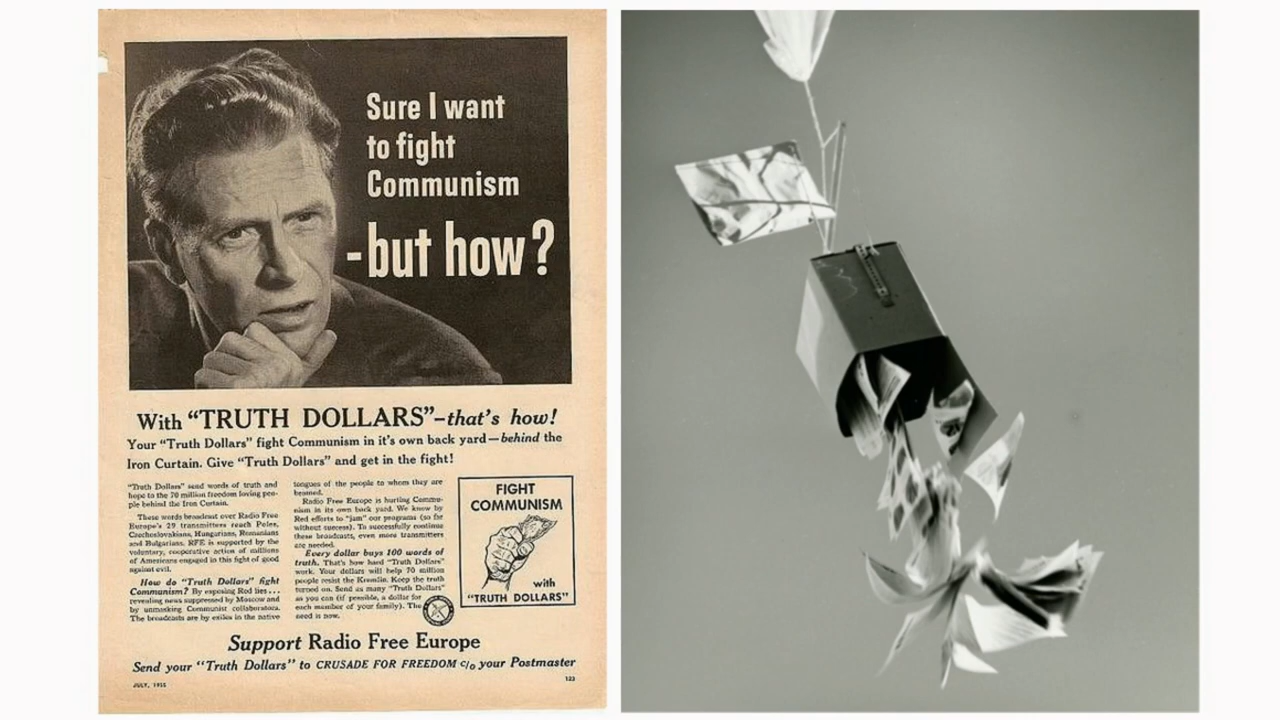 Sure I want
to fight
Communism
-but how?
With "TRUTH DOLLARS"-that's how!
Your "Truth Dollars" fight Communism in it's own back yard—behind the
Iron Curtain. Give "Truth Dollars" and get in the fight!
"Truth Dollars" send words of truth and
hope to the 70 million freedom loving peo-
ple behind the Iron Curtain.
These words broadcast over Radio Free
Europe's 29 transmitters reach Poles,
Czechoslovakians, Hungarians, Romanians
and Bulgarians. RFE is supported by the
voluntary, cooperative action of millions
of Americans engaged in this fight of good
against evil.
How do "Truth Dollars" fight
Communism? By exposing Red lies...
revealing news suppressed by Moscow and
by unmasking Communist collaborators.
The broadcasts are by exiles in the native
tongues of the people to whom they are
beamed.
Radio Free Europe is hurting Commu-
nism in its own back yard. We know by
Red efforts to "jam" our programs (so far
without success). To successfully continue
these broadcasts, even more transmitters
are needed.
Every dollar buys 100 words of
truth. That's how hard "Truth Dollars"
work. Your dollars will help 70 million
people resist the Kremlin. Keep the truth
turned on. Send as many "Truth Dollars"
as you can (if possible, a dollar for
each member of your family). The
need is now.
FIGHT
COMMUNISM
with
"TRUTH DOLLARS"
Support Radio Free Europe
Send your "Truth Dollars" to CRUSADE FOR FREEDOM c/o your Postmaster
JULY, 1955
123